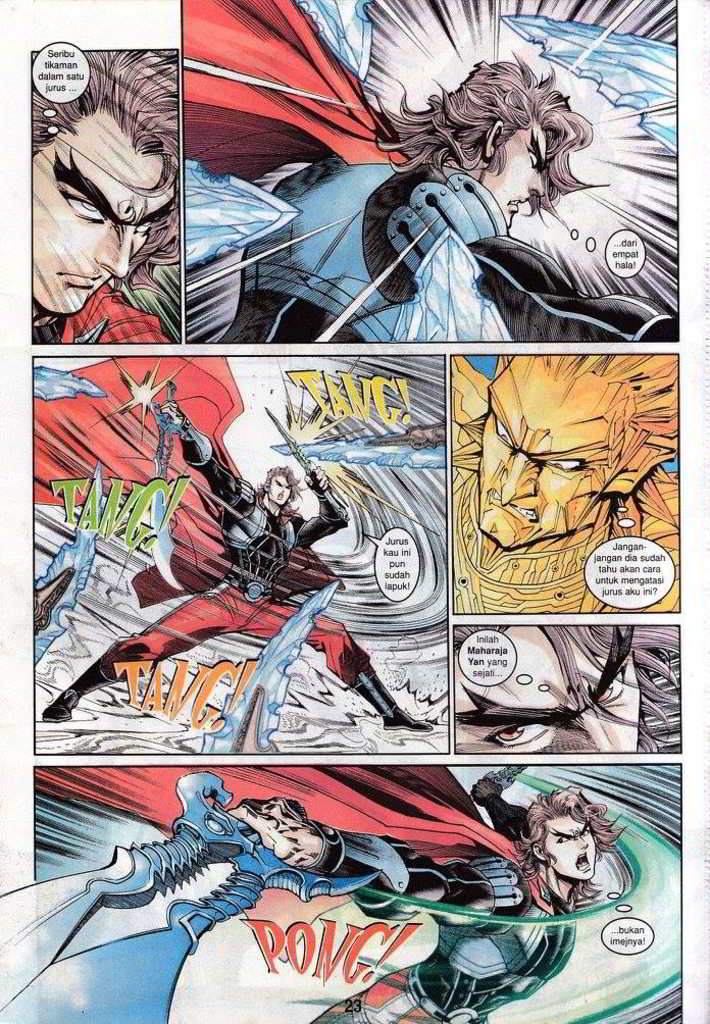 Seribu
tikaman
dalam satu
jurus ...
...dari
empat
hala!
TANG!
TANG!
Jurus
kau ini
pun
sudah
lapuk!
TANG!
Jangan-
jangan dia sudah
tahu akan cara
untuk mengatasi
jurus aku ini?
Inilah
Maharaja
Yan yang
sejati...
PONG!
...bukan
imejnya!
23